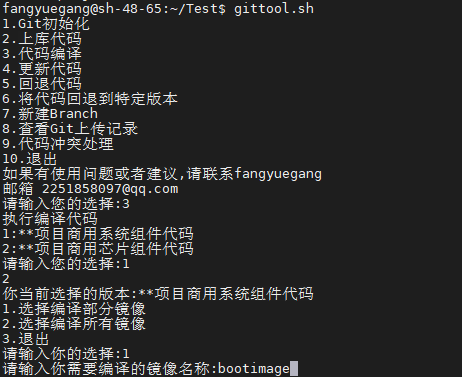 fangyuegang@sh-48-65:~/Test$ gittool.sh
1.Git初始化
2.上库代码
3.代码编译
4.更新代码
5.回退代码
6.将代码回退到特定版本
7.新建Branch
8.查看Git上传记录
9.代码冲突处理
10.退出
如果有使用问题或者建议,请联系fangyuegang
邮箱 2251858097@qq.com
请输入您的选择:3
执行编译代码
1:**项目商用系统组件代码
2:**项目商用芯片组件代码
请输入您的选择:1
2
你当前选择的版本:**项目商用系统组件代码
1.选择编译部分镜像
2.选择编译所有镜像
3.退出
请输入你的选择:1
请输入你需要编译的镜像名称:bootimage